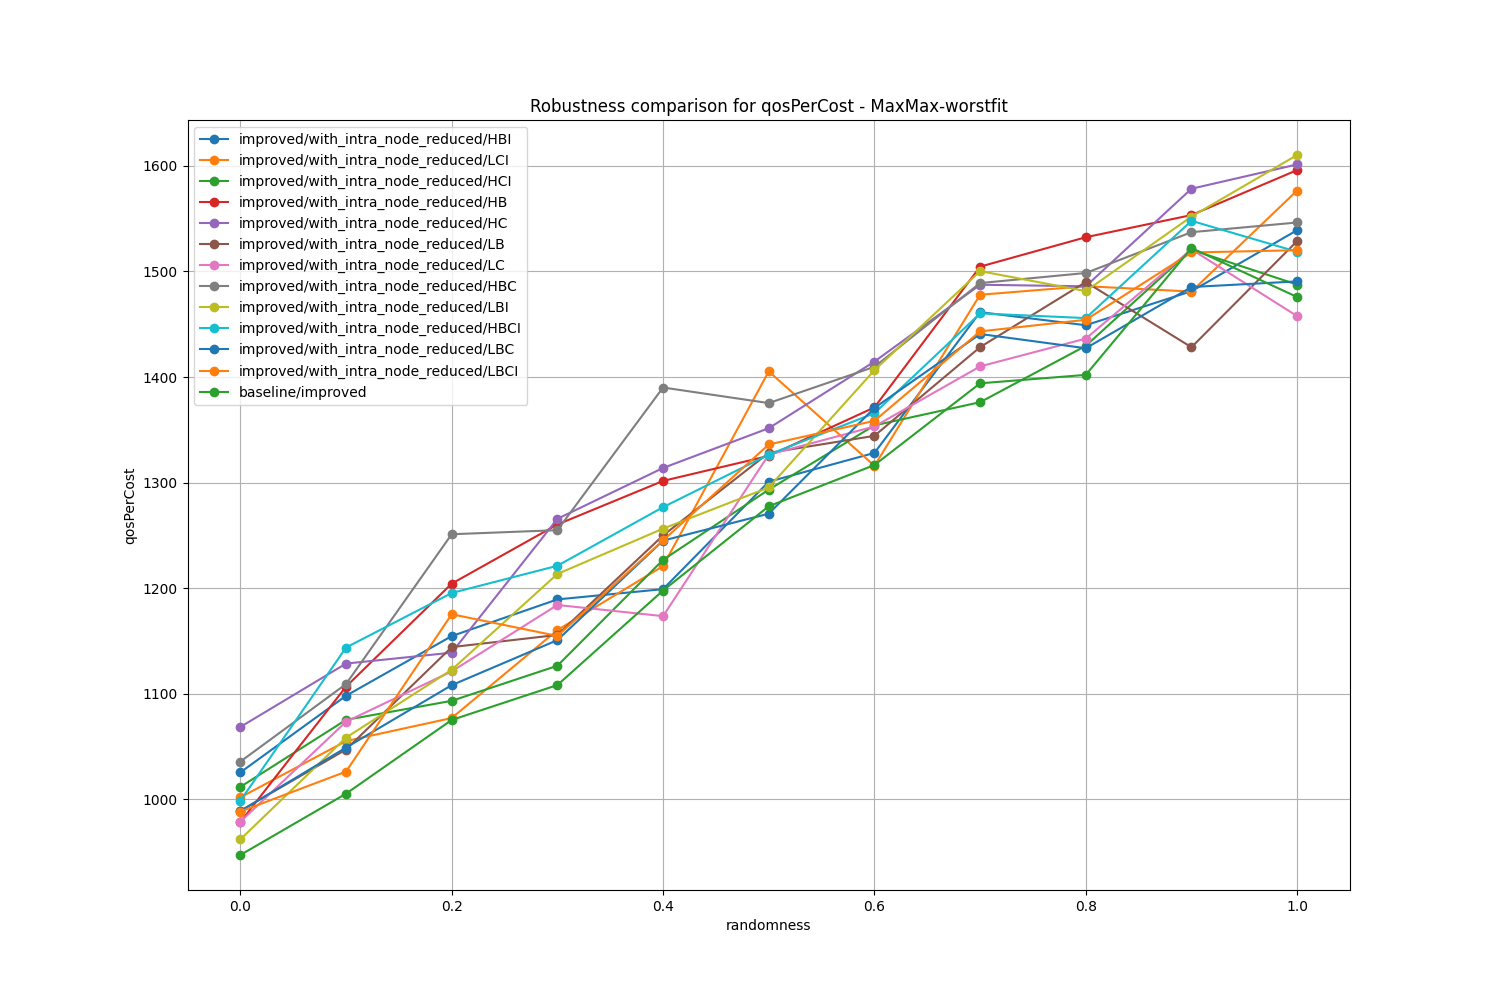 Robustness comparison for qosPerCost - MaxMax-worstfit
improved/with_intra_node_reduced/HBI
improved/with_intra_node_reduced/LCI
improved/with_intra_node_reduced/HCI
improved/with_intra_node_reduced/HB
improved/with_intra_node_reduced/HC
improved/with_intra_node_reduced/LB
improved/with_intra_node_reduced/LC
improved/with_intra_node_reduced/HBC
improved/with_intra_node_reduced/LBI
improved/with_intra_node_reduced/HBCI
improved/with_intra_node_reduced/LBC
improved/with_intra_node_reduced/LBCI
baseline/improved
1600
1500
1400
1300
1200
1100
1000
qosPerCost
0.0 0.2 0.4 0.6 0.8 1.0
randomness